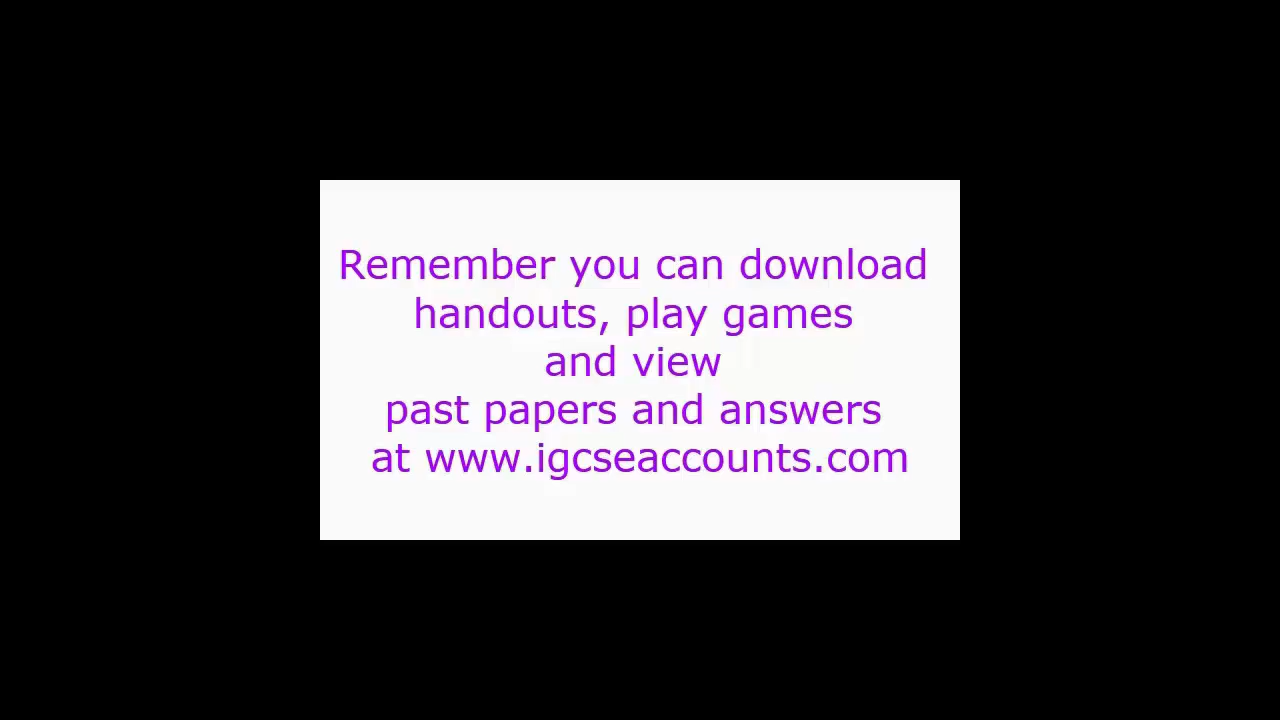 Remember you can download
handouts, play games
and view
past papers and answers
at www.igcseaccounts.com